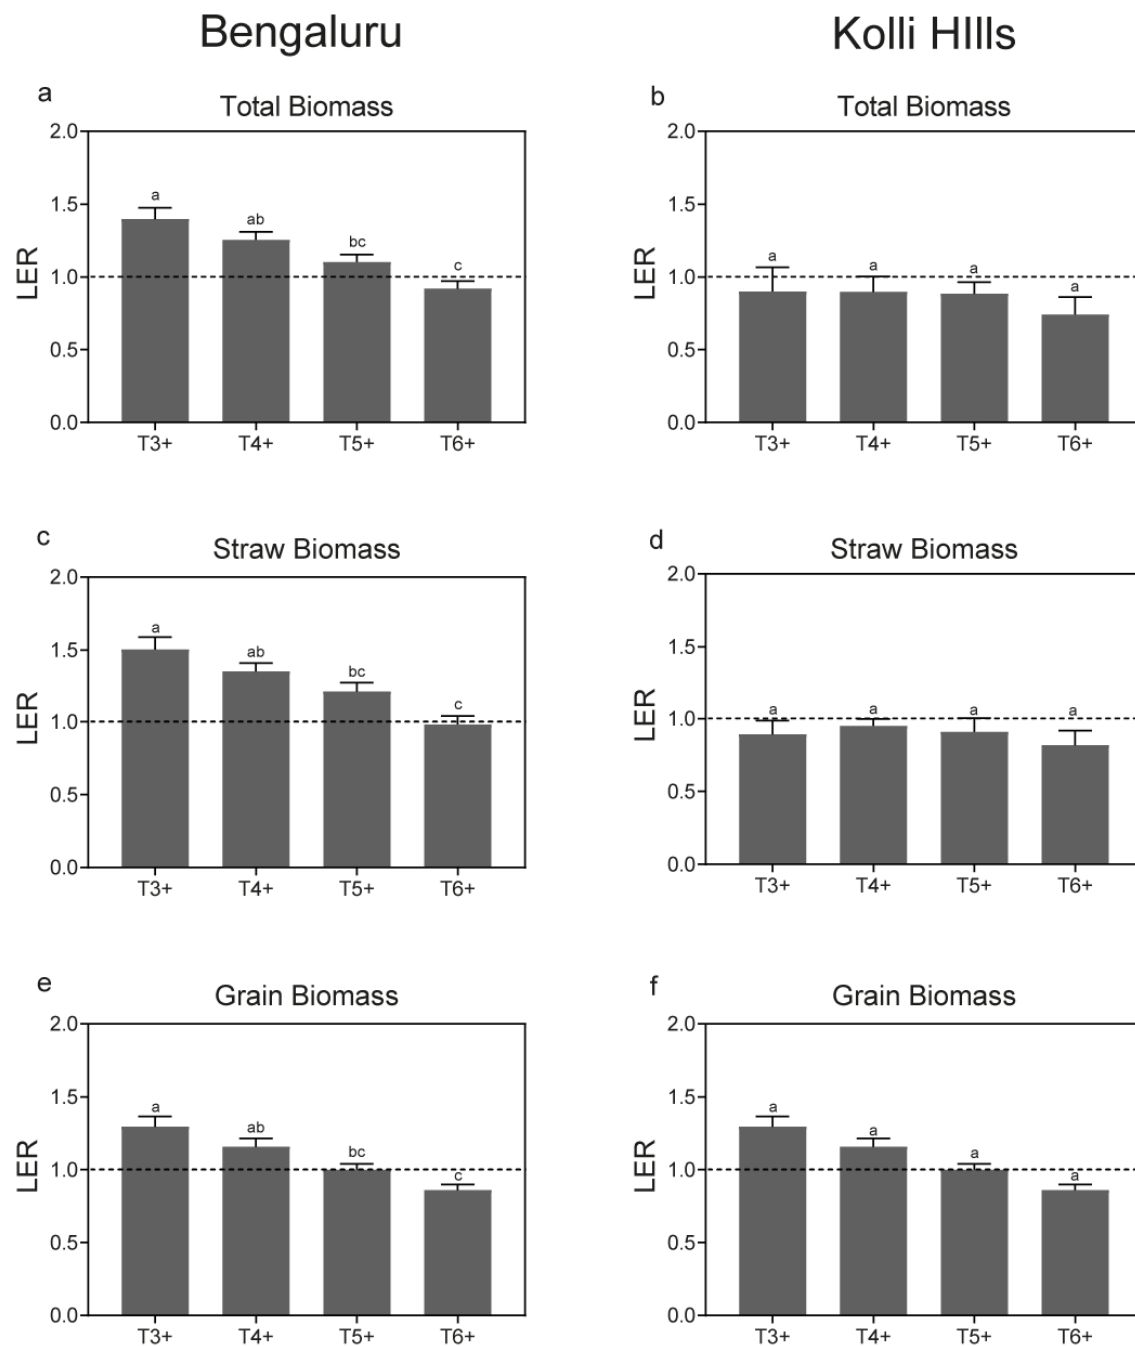 Bengaluru
Kolli HIlls
a
Total Biomass
2.0
1.5
1.0
0.5
0.0
LER
a
ab
bc
c
T3+ T4+ T5+ T6+
b
Total Biomass
2.0
1.5
1.0
0.5
0.0
LER
a
a
a
a
T3+ T4+ T5+ T6+
c
Straw Biomass
2.0
1.5
1.0
0.5
0.0
LER
a
ab
bc
c
T3+ T4+ T5+ T6+
d
Straw Biomass
2.0
1.5
1.0
0.5
0.0
LER
a
a
a
a
T3+ T4+ T5+ T6+
e
Grain Biomass
2.0
1.5
1.0
0.5
0.0
LER
a
ab
bc
c
T3+ T4+ T5+ T6+
f
Grain Biomass
2.0
1.5
1.0
0.5
0.0
LER
a
a
a
a
T3+ T4+ T5+ T6+